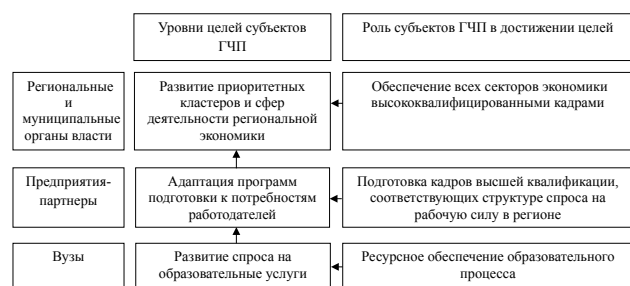 Уровни целей субъектов
ГЧП
Роль субъектов ГЧП в достижении целей
Региональные
и
муниципальные
органы власти
Развитие приоритетных
кластеров и сфер
деятельности региональной
экономики
Обеспечение всех секторов экономики
высококвалифицированными кадрами
Предприятия-
партнеры
Адаптация программ
подготовки к потребностям
работодателей
Подготовка кадров высшей квалификации,
соответствующих структуре спроса на
рабочую силу в регионе
Вузы
Развитие спроса на
образовательные услуги
Ресурсное обеспечение образовательного
процесса